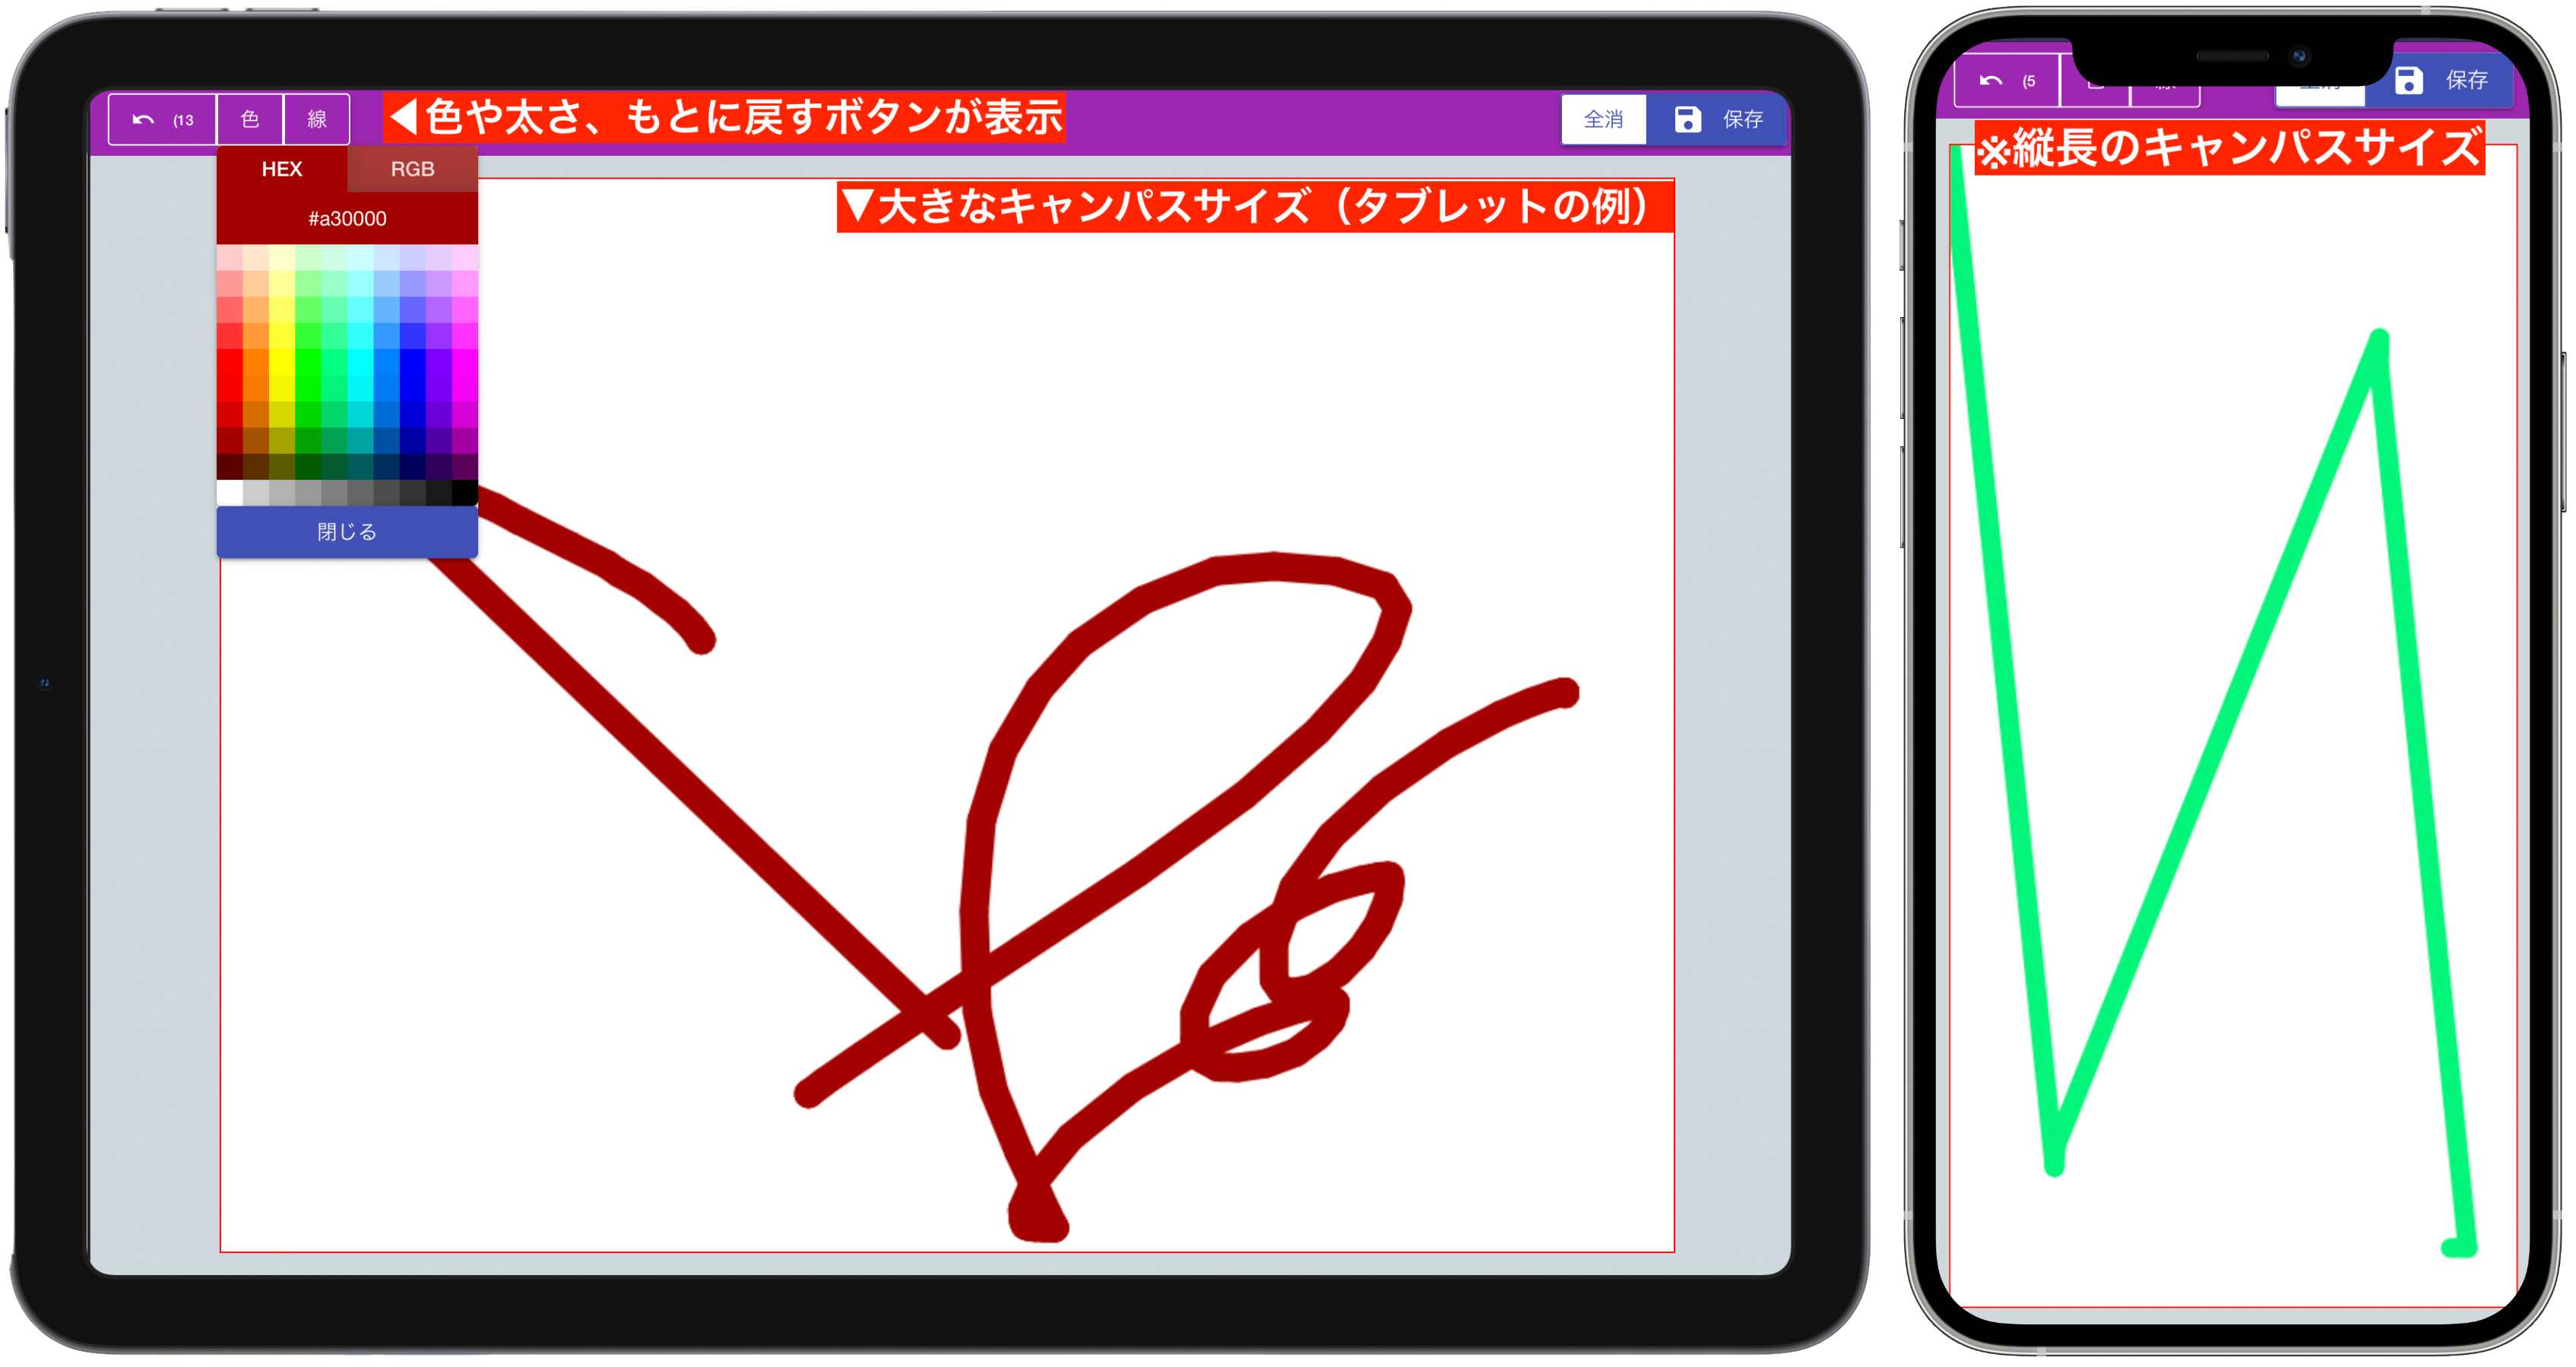 (13
色
線
◀色や太さ、もとに戻すボタンが表示
全消
保存
HEX
RGB
#a30000
▼大きなキャンパスサイズ（タブレットの例）
閉じる
(5
保存
※縦長のキャンパスサイズ